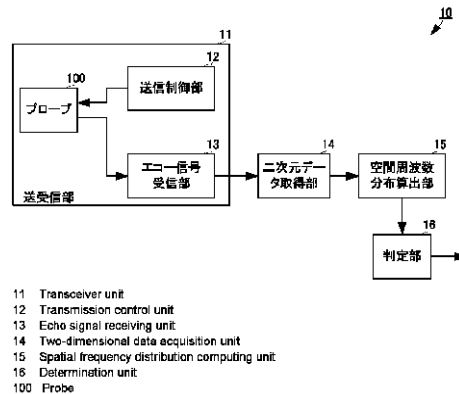 10
11
100
12
プローブ
送信制御部
13
エコー信号
受信部
送受信部
14
二次元デー
タ取得部
15
空間周波数
分布算出部
16
判定部
11 Transceiver unit
12 Transmission control unit
13 Echo signal receiving unit
14 Two-dimensional data acquisition unit
15 Spatial frequency distribution computing unit
16 Determination unit
100 Probe